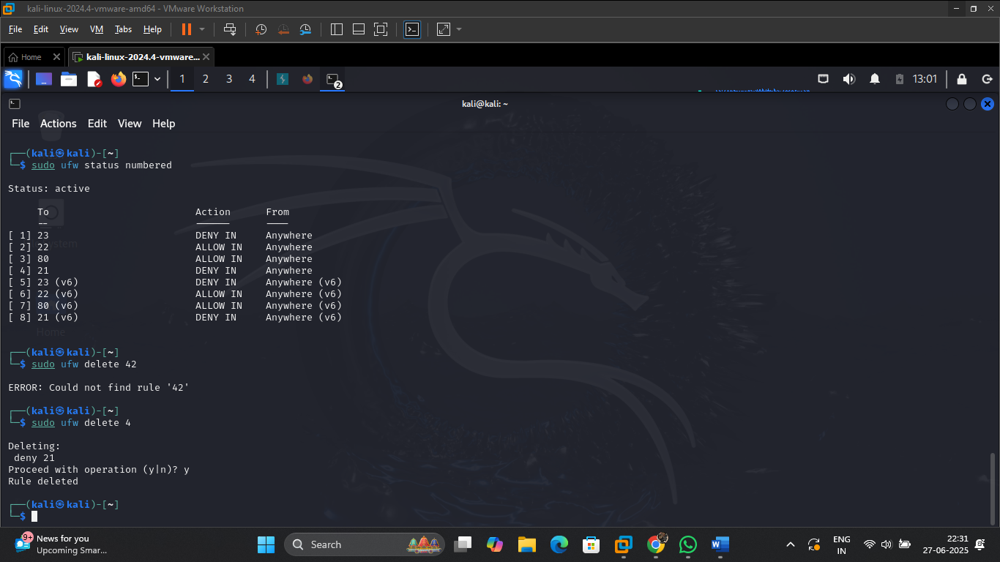 kali-linux-2024.4-vmware-amd64 - VMware Workstation
File Edit View VM Tabs Help
Home kali-linux-2024.4-vmware...
1 2 3 4 2 13:01
kali@kali: ~
File Actions Edit View Help
┌──(kali㉿kali)-[~]
└─$ sudo ufw status numbered
Status: active
To Action From
-- ------ ----
[ 1] 23 DENY IN Anywhere
[ 2] 22 ALLOW IN Anywhere
[ 3] 80 ALLOW IN Anywhere
[ 4] 21 DENY IN Anywhere
[ 5] 23 (v6) DENY IN Anywhere (v6)
[ 6] 22 (v6) ALLOW IN Anywhere (v6)
[ 7] 80 (v6) ALLOW IN Anywhere (v6)
[ 8] 21 (v6) DENY IN Anywhere (v6)
Home
┌──(kali㉿kali)-[~]
└─$ sudo ufw delete 42
ERROR: Could not find rule '42'
┌──(kali㉿kali)-[~]
└─$ sudo ufw delete 4
Deleting:
deny 21
Proceed with operation (y|n)? y
Rule deleted
┌──(kali㉿kali)-[~]
└─$
9+ News for you
Upcoming Smar...
Search
ENG
IN
22:31
27-06-2025